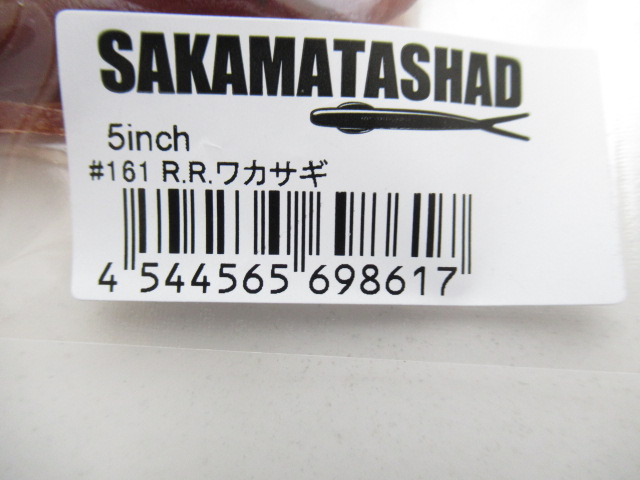 SAKAMATASHAD
5inch
#161 R.R.ワカサギ
4 544565 698617